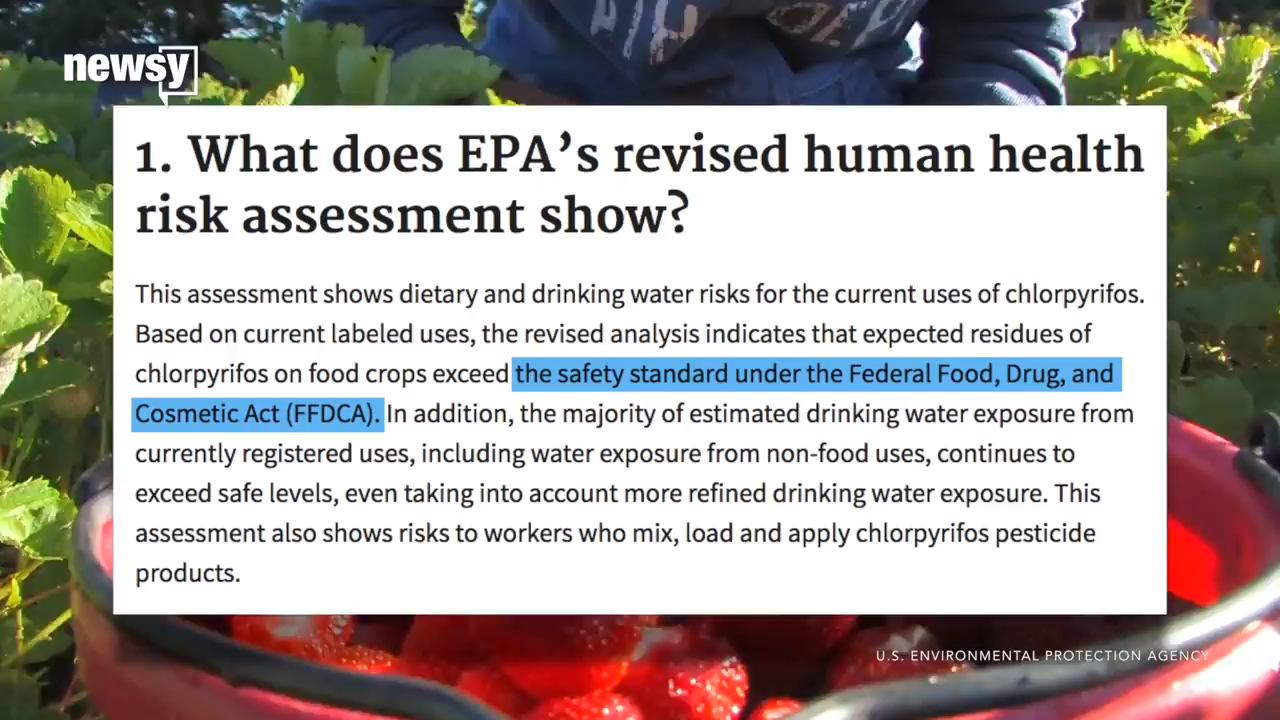 newsy
1. What does EPA’s revised human health
risk assessment show?
This assessment shows dietary and drinking water risks for the current uses of chlorpyrifos.
Based on current labeled uses, the revised analysis indicates that expected residues of
chlorpyrifos on food crops exceed the safety standard under the Federal Food, Drug, and
Cosmetic Act (FFDCA). In addition, the majority of estimated drinking water exposure from
currently registered uses, including water exposure from non-food uses, continues to
exceed safe levels, even taking into account more refined drinking water exposure. This
assessment also shows risks to workers who mix, load and apply chlorpyrifos pesticide
products.
U.S. ENVIRONMENTAL PROTECTION AGENCY